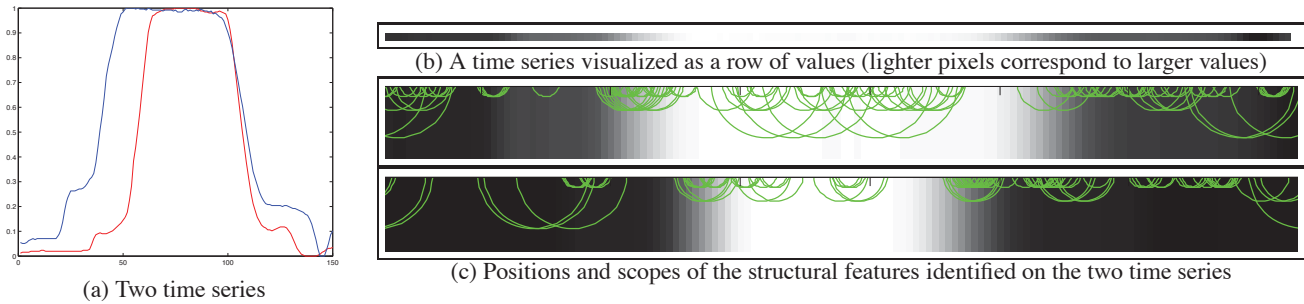 1
0.9
0.8
0.7
0.6
0.5
0.4
0.3
0.2
0.1
0
0 50 100 150
(a) Two time series
(b) A time series visualized as a row of values (lighter pixels correspond to larger values)
(c) Positions and scopes of the structural features identified on the two time series